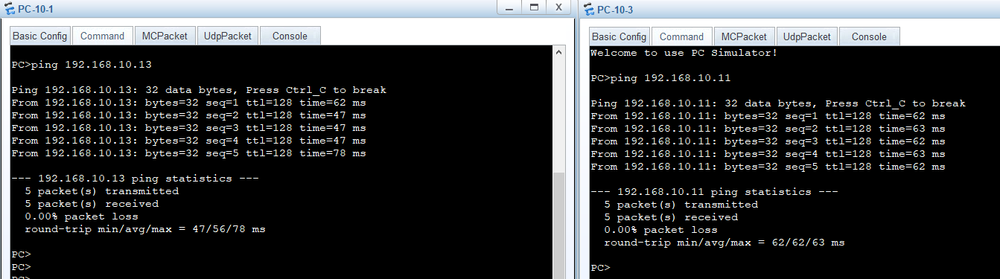 PC-10-1
X
Basic Config
Command
MCPacket
UdpPacket
Console
PC>ping 192.168.10.13
Ping 192.168.10.13: 32 data bytes, Press Ctrl_C to break
From 192.168.10.13: bytes=32 seq=1 ttl=128 time=62 ms
From 192.168.10.13: bytes=32 seq=2 ttl=128 time=47 ms
From 192.168.10.13: bytes=32 seq=3 ttl=128 time=47 ms
From 192.168.10.13: bytes=32 seq=4 ttl=128 time=47 ms
From 192.168.10.13: bytes=32 seq=5 ttl=128 time=78 ms
--- 192.168.10.13 ping statistics ---
5 packet(s) transmitted
5 packet(s) received
0.00% packet loss
round-trip min/avg/max = 47/56/78 ms
PC>
PC>
PC>
PC-10-3
Basic Config
Command
MCPacket
UdpPacket
Console
Welcome to use PC Simulator!
PC>ping 192.168.10.11
Ping 192.168.10.11: 32 data bytes, Press Ctrl_C to break
From 192.168.10.11: bytes=32 seq=1 ttl=128 time=62 ms
From 192.168.10.11: bytes=32 seq=2 ttl=128 time=63 ms
From 192.168.10.11: bytes=32 seq=3 ttl=128 time=62 ms
From 192.168.10.11: bytes=32 seq=4 ttl=128 time=63 ms
From 192.168.10.11: bytes=32 seq=5 ttl=128 time=62 ms
--- 192.168.10.11 ping statistics ---
5 packet(s) transmitted
5 packet(s) received
0.00% packet loss
round-trip min/avg/max = 62/62/63 ms
PC>